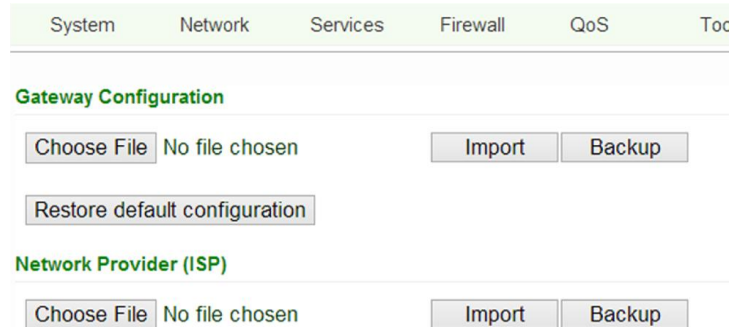 System Network Services Firewall QoS
Gateway Configuration
Choose File No file chosen Import Backup
Restore default configuration
Network Provider (ISP)
Choose File No file chosen Import Backup